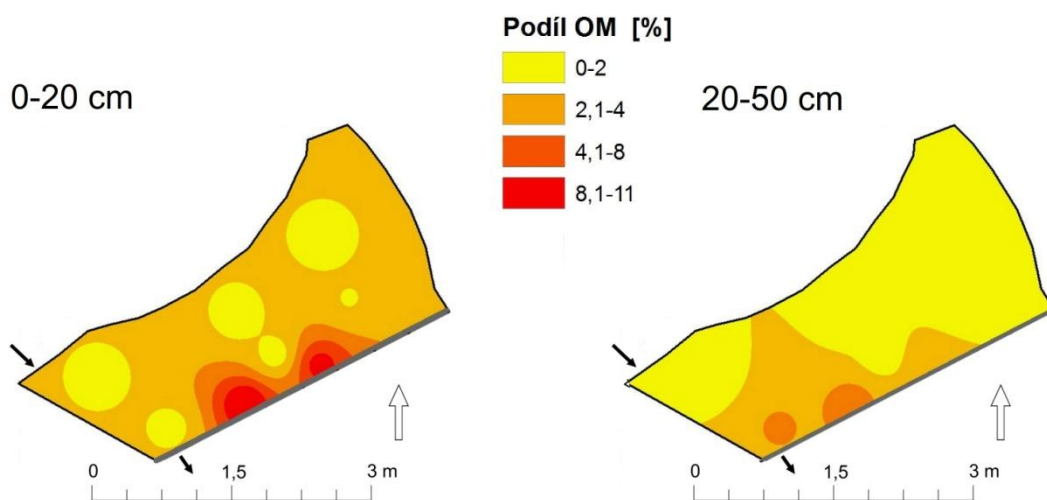 Podíl OM [%]
0-2
2,1-4
4,1-8
8,1-11
0-20 cm
20-50 cm
0 1,5 3 m
0 1,5 3 m